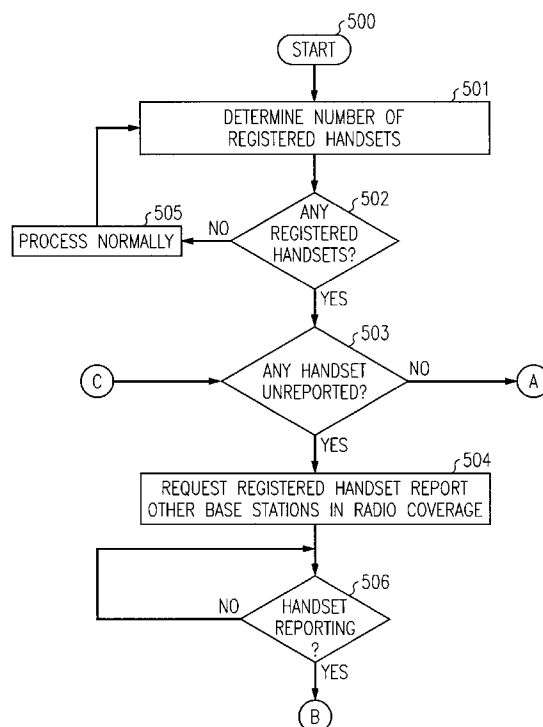 500
START
501
DETERMINE NUMBER OF
REGISTERED HANDSETS
502
505
NO
ANY
REGISTERED
HANDSETS?
PROCESS NORMALLY
YES
503
C
ANY HANDSET
UNREPORTED?
NO
A
YES
504
REQUEST REGISTERED HANDSET REPORT
OTHER BASE STATIONS IN RADIO COVERAGE
506
NO
HANDSET
REPORTING
?
YES
B